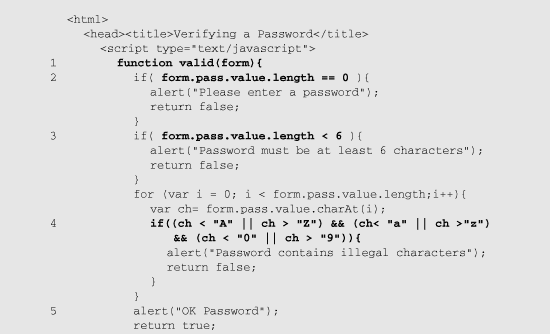 <html>
<head><title>Verifying a Password</title>
<script type="text/javascript">
1 function valid(form){
2 if( form.pass.value.length == 0 ){
alert("Please enter a password");
return false;
}
3 if( form.pass.value.length < 6 ){
alert("Password must be at least 6 characters");
return false;
}
for (var i = 0; i < form.pass.value.length;i++){
var ch= form.pass.value.charAt(i);
4 if((ch < "A" || ch > "Z") && (ch< "a" || ch >"z")
&& (ch < "0" || ch > "9")){
alert("Password contains illegal characters");
return false;
}
}
5 alert("OK Password");
return true;